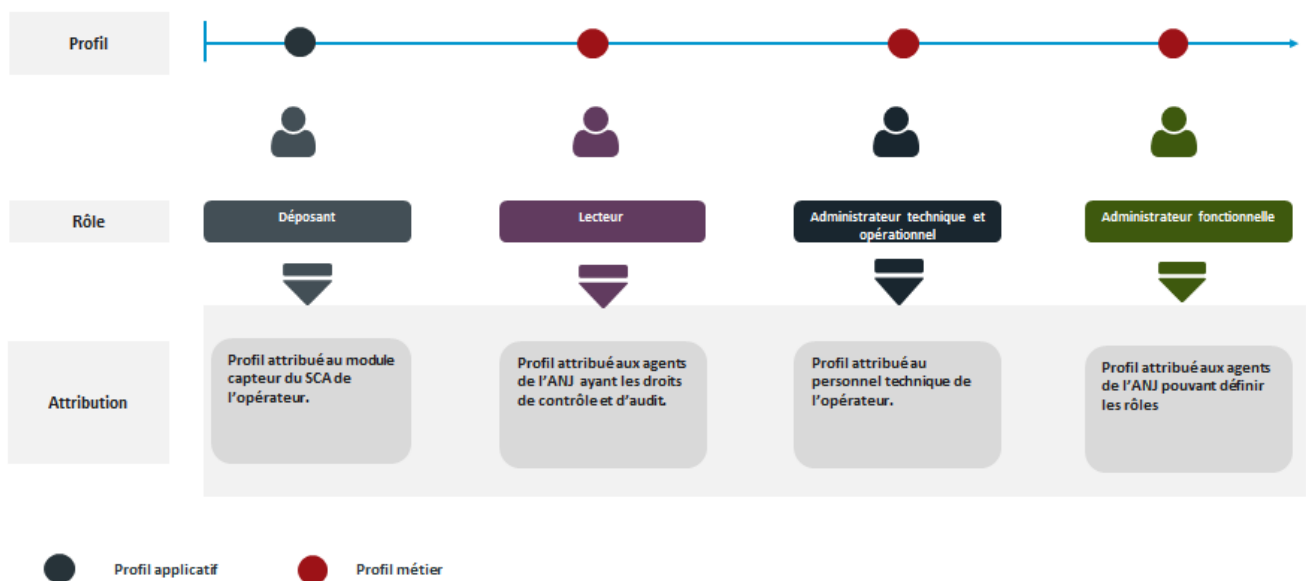 Profil
Rôle
Déposant
Lecteur
Administrateur technique et
opérationnel
Administrateur fonctionnelle
Attribution
Profil attribué au module
capteur du SCA de
l'opérateur.
Profil attribué aux agents
de l'ANJ ayant les droits
de contrôle et d'audit.
Profil attribué au
personnel technique de
l'opérateur.
Profil attribué aux agents
de l'ANJ pouvant définir
les rôles
Profil applicatif
Profil métier